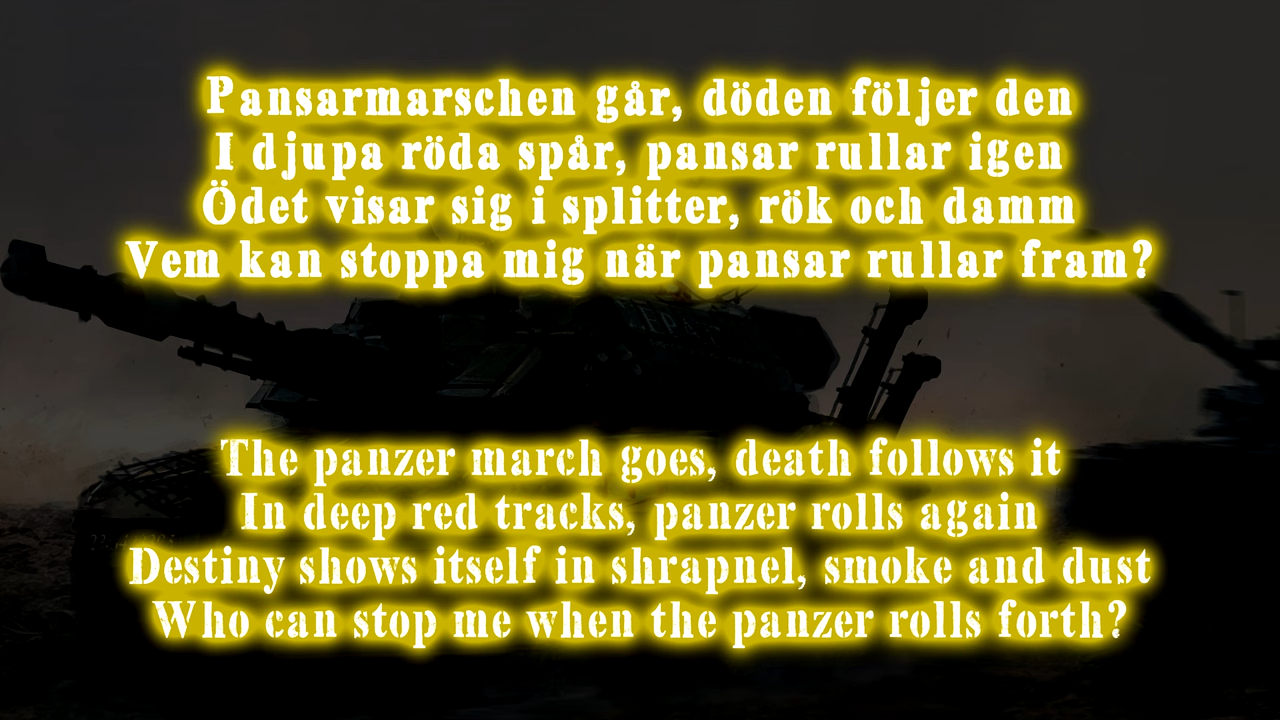 Pansarmarschen går, döden följer den
I djupa röda spår, pansar rullar igen
Ödet visar sig i splitter, rök och damm
Vem kan stoppa mig när pansar rullar fram?
The panzer march goes, death follows it
In deep red tracks, panzer rolls again
Destiny shows itself in shrapnel, smoke and dust
Who can stop me when the panzer rolls forth?